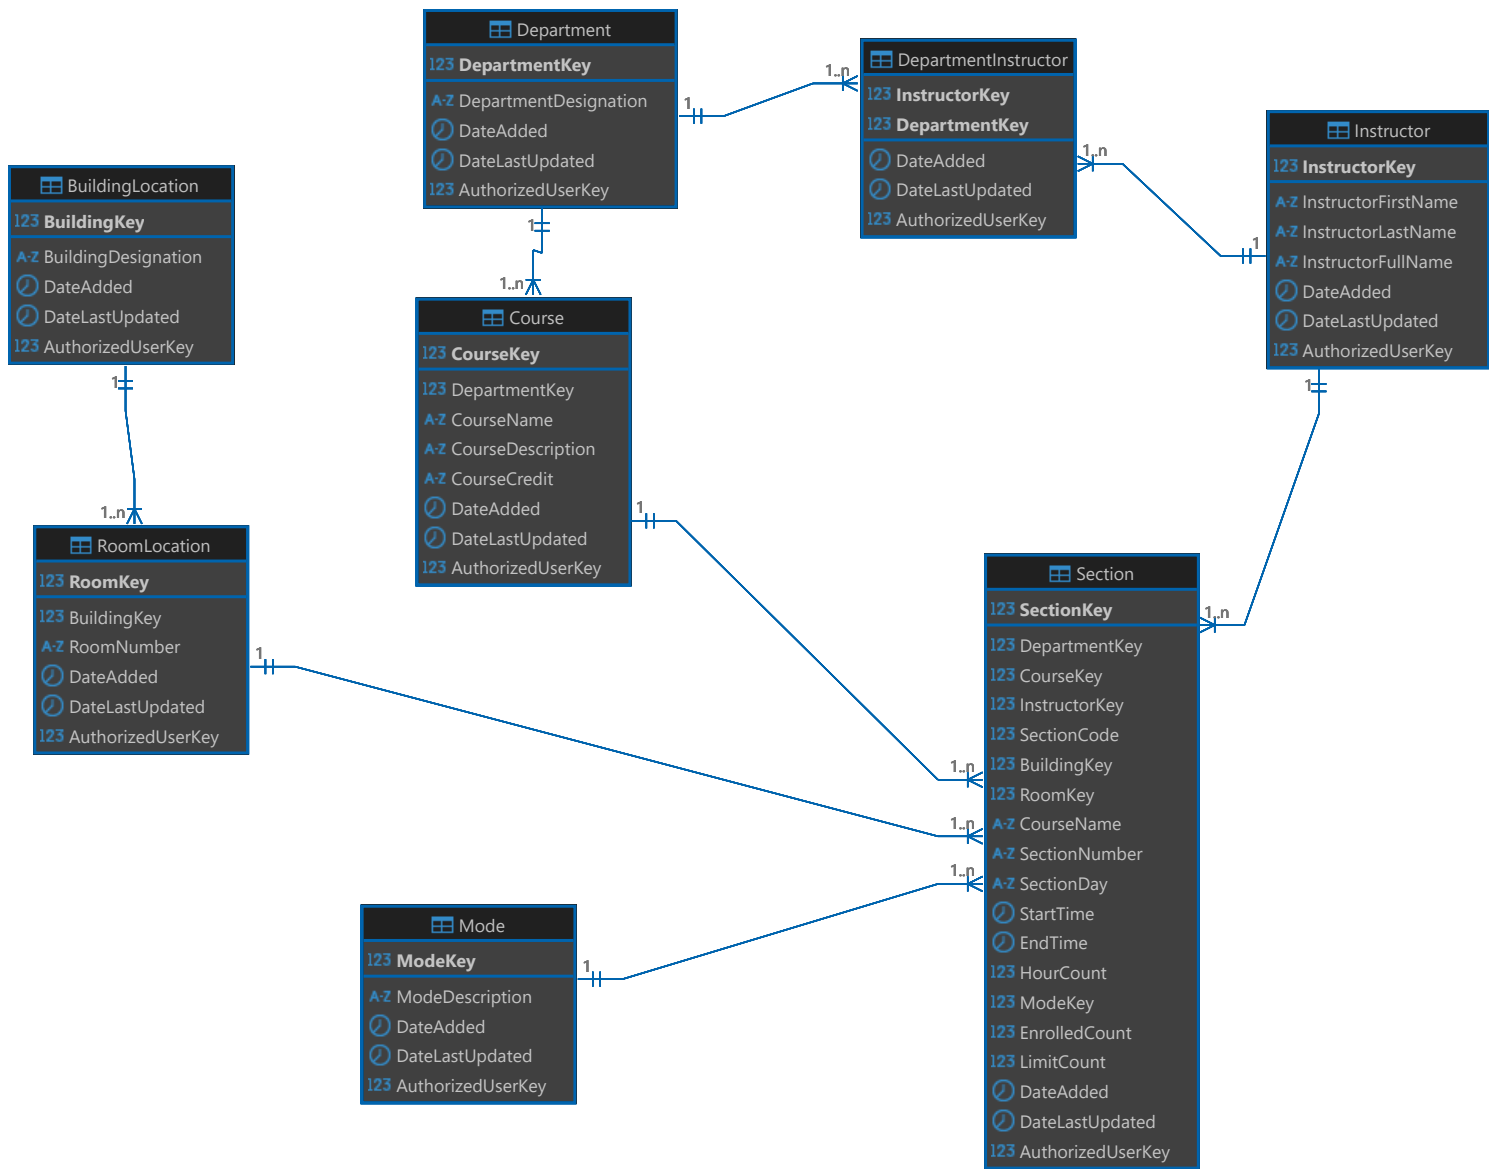 Department
123 DepartmentKey
A-Z DepartmentDesignation
DateAdded
DateLastUpdated
123 AuthorizedUserKey
1
1
1..n
DepartmentInstructor
123 InstructorKey
123 DepartmentKey
DateAdded
DateLastUpdated
123 AuthorizedUserKey
1..n
Instructor
123 InstructorKey
A-Z InstructorFirstName
A-Z InstructorLastName
A-Z InstructorFullName
DateAdded
DateLastUpdated
123 AuthorizedUserKey
1
1
BuildingLocation
123 BuildingKey
A-Z BuildingDesignation
DateAdded
DateLastUpdated
123 AuthorizedUserKey
1
1..n
Course
123 CourseKey
123 DepartmentKey
A-Z CourseName
A-Z CourseDescription
A-Z CourseCredit
DateAdded
DateLastUpdated
123 AuthorizedUserKey
1
1..n
RoomLocation
123 RoomKey
123 BuildingKey
A-Z RoomNumber
DateAdded
DateLastUpdated
123 AuthorizedUserKey
1
Section
123 SectionKey
123 DepartmentKey
123 CourseKey
123 InstructorKey
123 SectionCode
123 BuildingKey
123 RoomKey
A-Z CourseName
A-Z SectionNumber
A-Z SectionDay
StartTime
EndTime
123 HourCount
123 ModeKey
123 EnrolledCount
123 LimitCount
DateAdded
DateLastUpdated
123 AuthorizedUserKey
1..n
1..n
1..n
1..n
Mode
123 ModeKey
A-Z ModeDescription
DateAdded
DateLastUpdated
123 AuthorizedUserKey
1